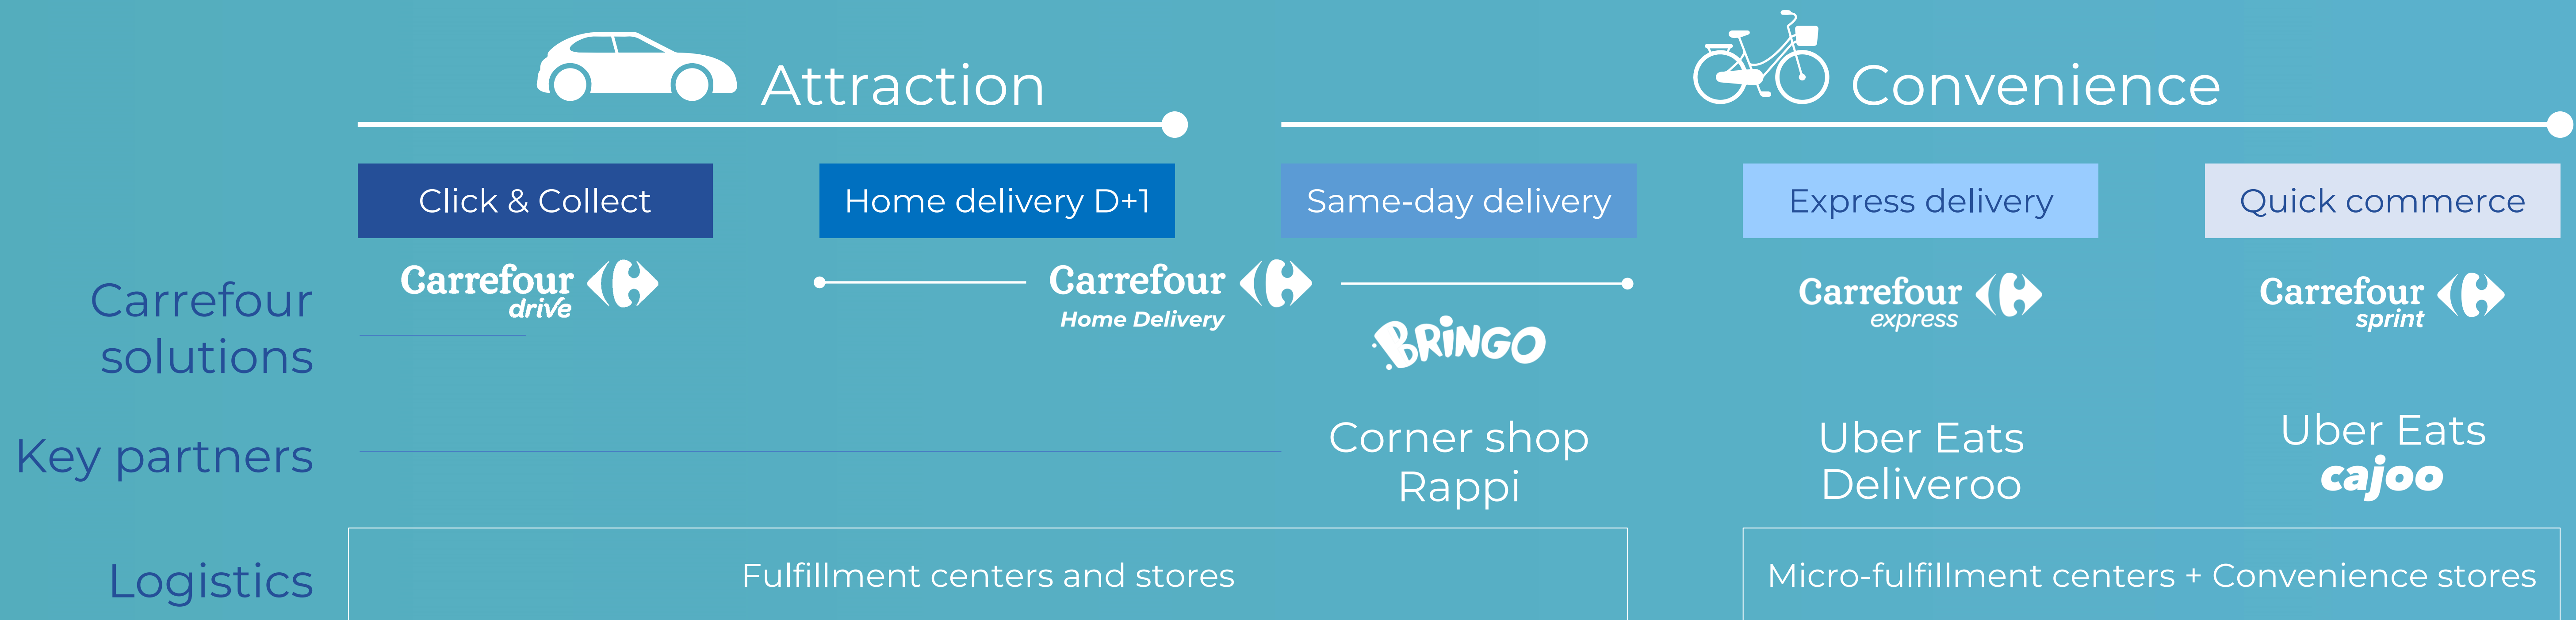 Attraction
Convenience
Click & Collect
Home delivery D+1
Same-day delivery
Express delivery
Quick commerce
Carrefour
solutions
Carrefour
drive
Carrefour
Home Delivery
BRiNGO
Carrefour
express
Carrefour
sprint
Key partners
Corner shop
Rappi
Uber Eats
Deliveroo
Uber Eats
cajoo
Logistics
Fulfillment centers and stores
Micro-fulfillment centers + Convenience stores